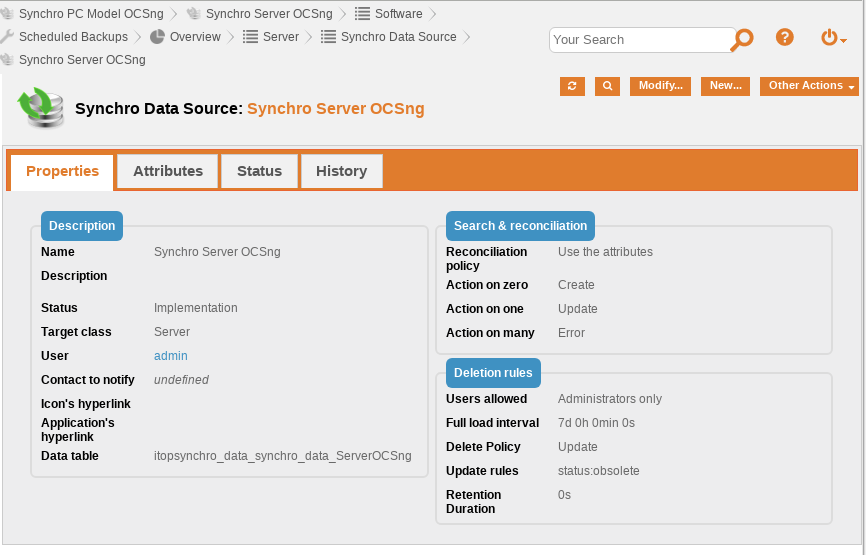 Synchro PC Model OCSng Synchro Server OCSng Software
Scheduled Backups Overview Server Synchro Data Source
Synchro Server OCSng
Your Search
?
Modify... New... Other Actions
Synchro Data Source: Synchro Server OCSng
Properties Attributes Status History
Description
Name Synchro Server OCSng
Description
Status Implementation
Target class Server
User admin
Contact to notify undefined
Icon's hyperlink
Application's
hyperlink
Data table itopsynchro_data_synchro_data_ServerOCSng
Search & reconciliation
Reconciliation Use the attributes
policy
Action on zero Create
Action on one Update
Action on many Error
Deletion rules
Users allowed Administrators only
Full load interval 7d 0h 0min 0s
Delete Policy Update
Update rules status:obsolete
Retention 0s
Duration